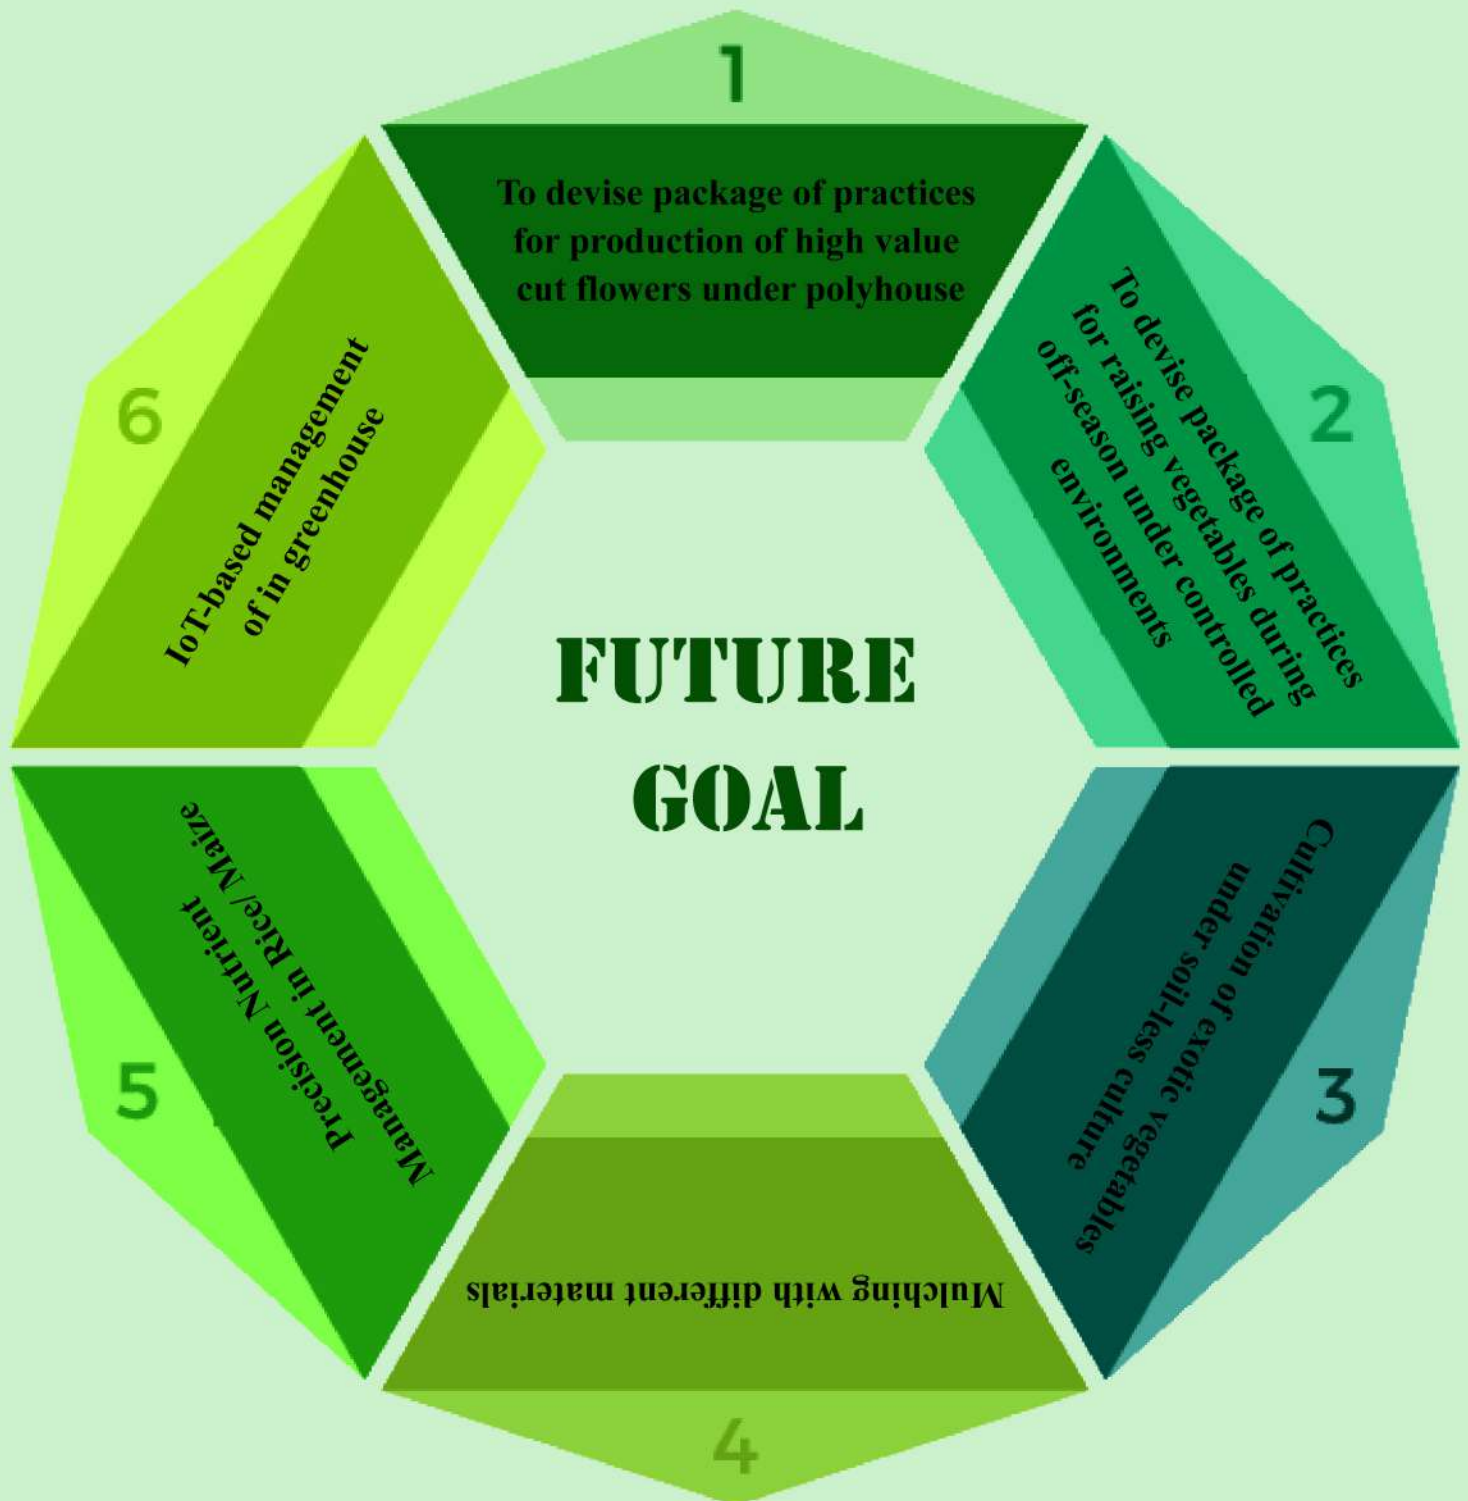 1
To devise package of practices
for production of high value
cut flowers under polyhouse
2
To devise package of practices
for raising vegetables during
off-season under controlled
environments
3
Cultivation of exotic vegetables
under soil-less culture
4
Mulching with different materials
5
Precision Nutrient
Management in Rice/ Maize
6
IoT-based management
of in greenhouse
FUTURE
GOAL